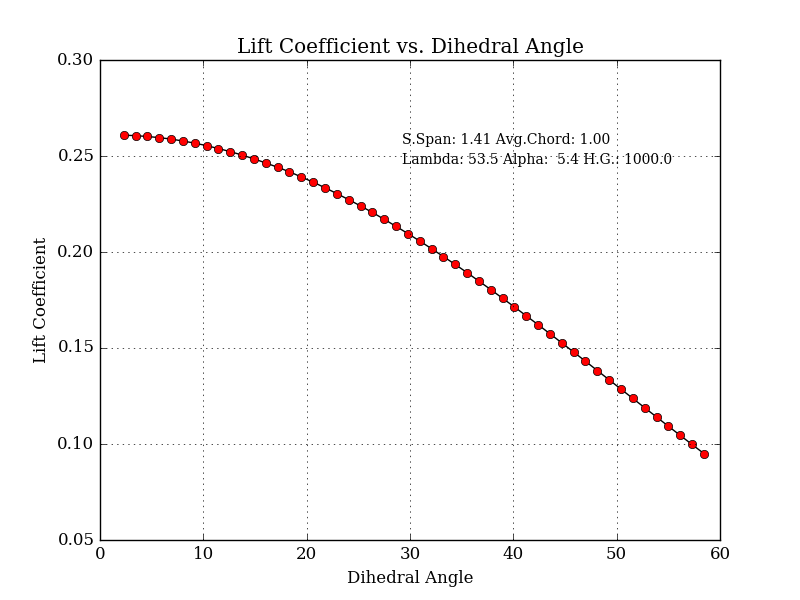 Lift Coefficient vs. Dihedral Angle
0.30
S.Span: 1.41 Avg.Chord: 1.00
0.25
Lambda: 53.5 Alpha:  5.4 H.G.: 1000.0
0.20
Lift Coefficient
0.15
0.10
0.05
0 10 20 30 40 50 60
Dihedral Angle